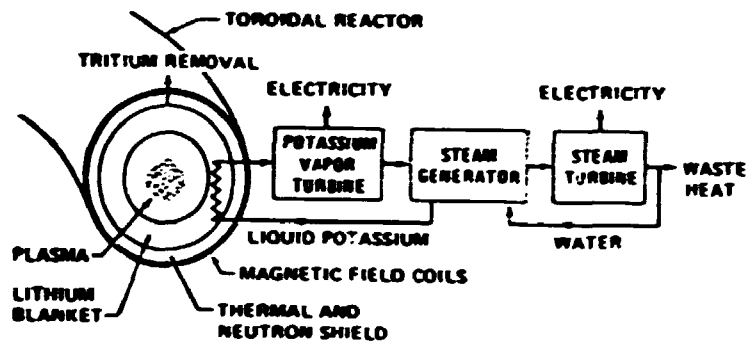 TOROIDAL REACTOR
TRITIUM REMOVAL
ELECTRICITY
ELECTRICITY
POTASSIUM
VAPOR
TURBINE
STEAM
GENERATOR
STEAM
TURBINE
WASTE
HEAT
LIQUID POTASSIUM
WATER
PLASMA
MAGNETIC FIELD COILS
LITHIUM
BLANKET
THERMAL AND
NEUTRON SHIELD